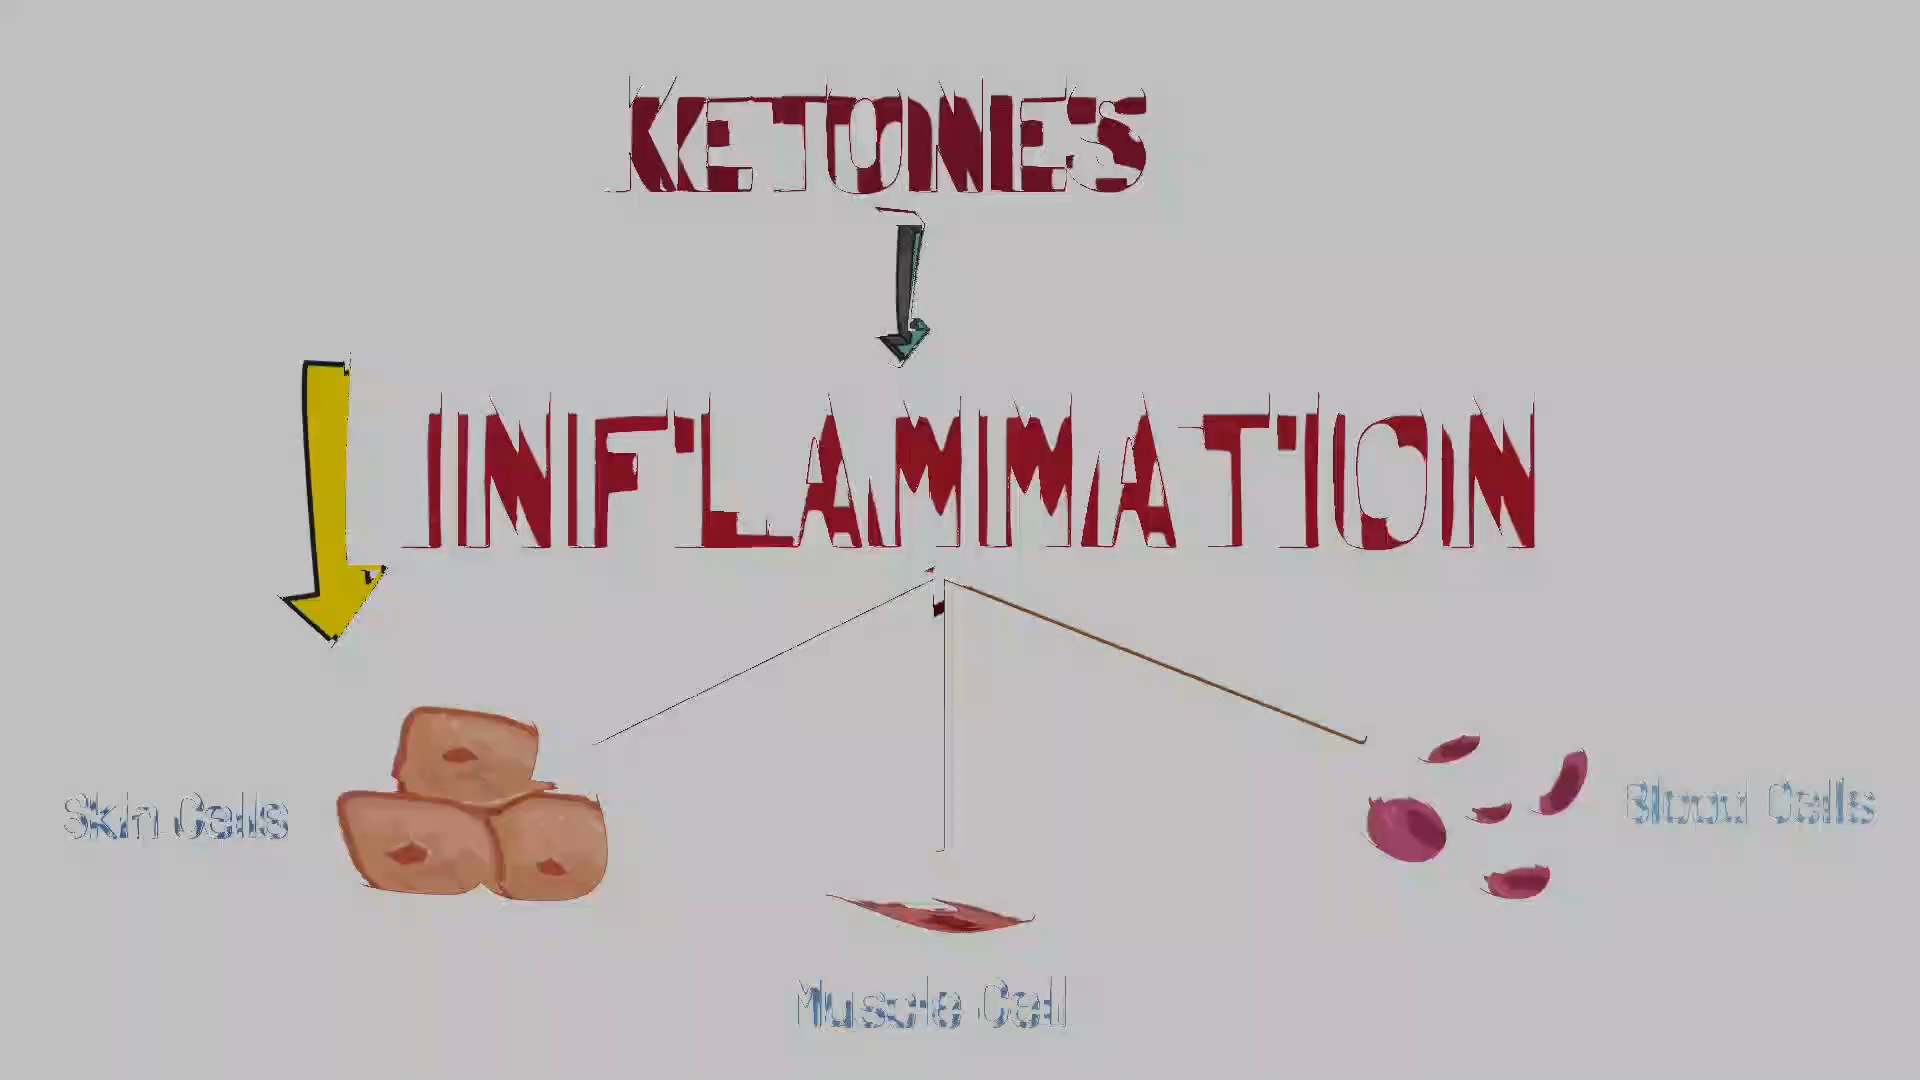 KETONES
INFLAMMATION
Skin Cells
Blood Cells
Muscle Cell